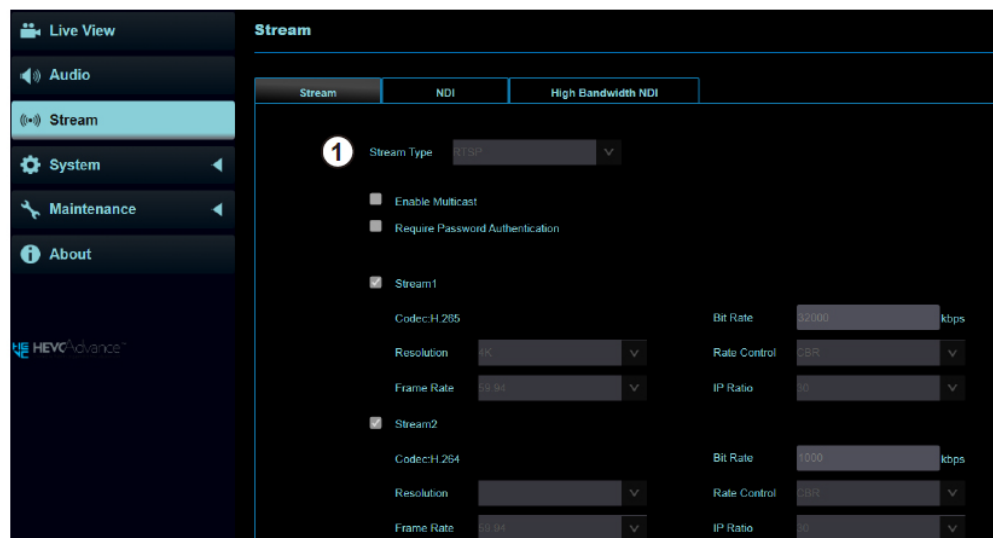 Live View
Audio
Stream
System
Maintenance
About
HEVC Advance™
Stream
Stream NDI High Bandwidth NDI
1 Stream Type RTSP
Enable Multicast
Require Password Authentication
Stream1
Codec:H.265 Bit Rate 32000 kbps
Resolution 4K Rate Control CBR
Frame Rate 59.94 IP Ratio 30
Stream2
Codec:H.264 Bit Rate 1000 kbps
Resolution Rate Control CBR
Frame Rate 59.94 IP Ratio 30